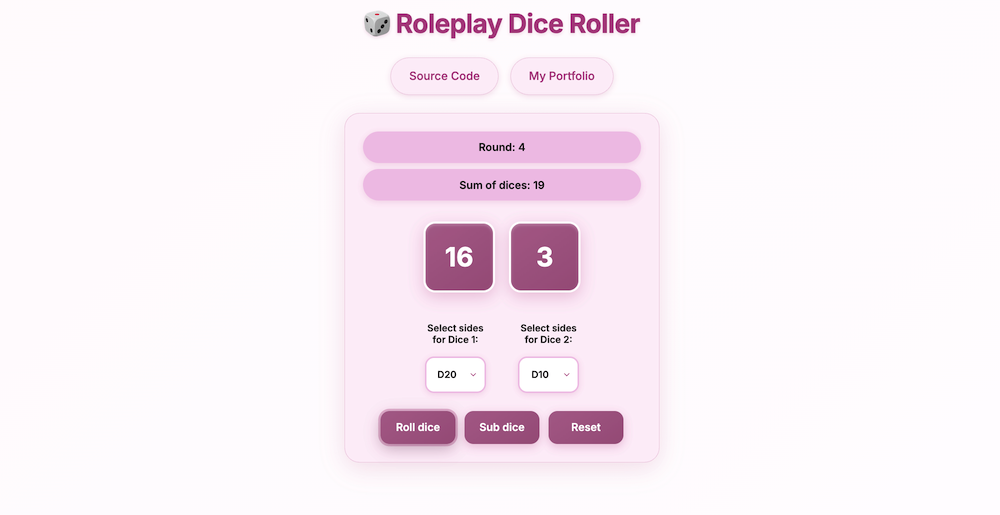 Roleplay Dice Roller
Source Code
My Portfolio
Round: 4
Sum of dices: 19
16
3
Select sides
for Dice 1:
Select sides
for Dice 2:
D20
D10
Roll dice
Sub dice
Reset